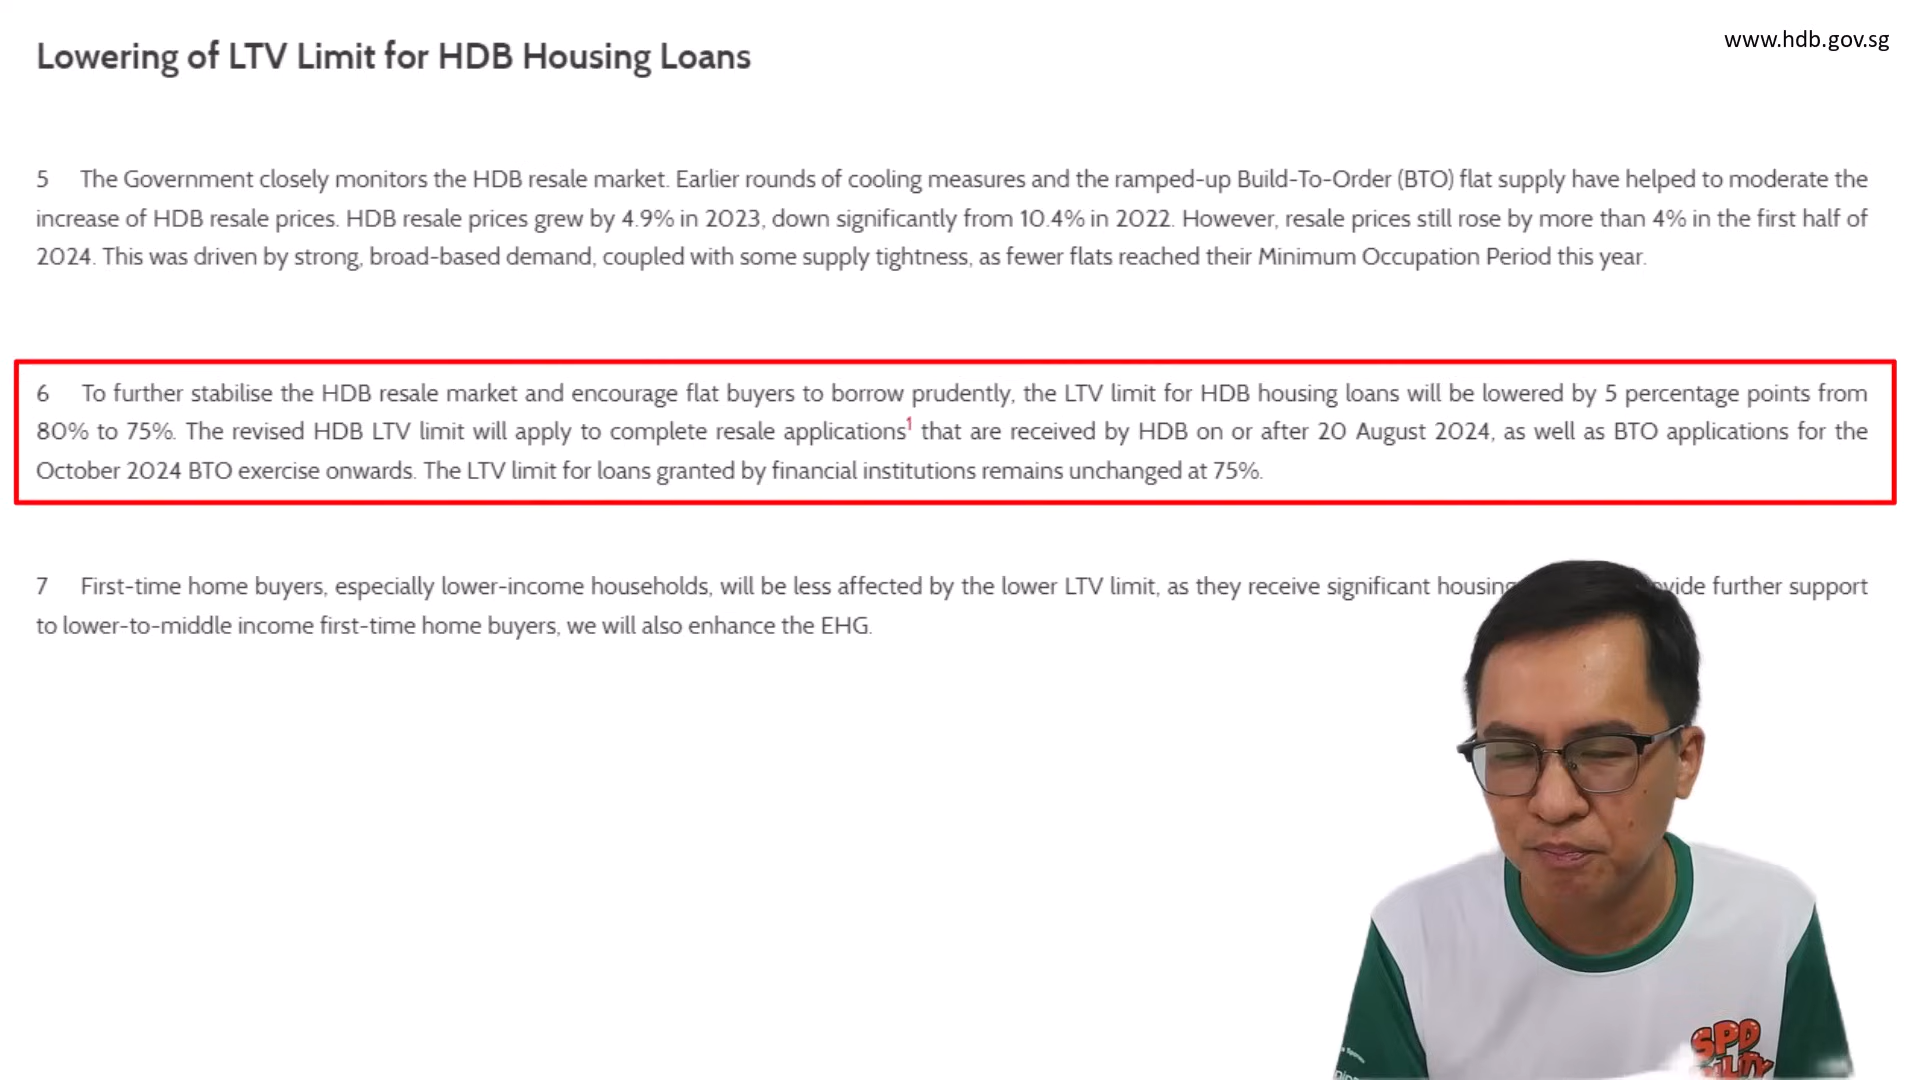 www.hdb.gov.sg
Lowering of LTV Limit for HDB Housing Loans
5 The Government closely monitors the HDB resale market. Earlier rounds of cooling measures and the ramped-up Build-To-Order (BTO) flat supply have helped to moderate the
increase of HDB resale prices. HDB resale prices grew by 4.9% in 2023, down significantly from 10.4% in 2022. However, resale prices still rose by more than 4% in the first half of
2024. This was driven by strong, broad-based demand, coupled with some supply tightness, as fewer flats reached their Minimum Occupation Period this year.
6 To further stabilise the HDB resale market and encourage flat buyers to borrow prudently, the LTV limit for HDB housing loans will be lowered by 5 percentage points from
80% to 75%. The revised HDB LTV limit will apply to complete resale applications1 that are received by HDB on or after 20 August 2024, as well as BTO applications for the
October 2024 BTO exercise onwards. The LTV limit for loans granted by financial institutions remains unchanged at 75%.
7 First-time home buyers, especially lower-income households, will be less affected by the lower LTV limit, as they receive significant further support
to lower-to-middle income first-time home buyers, we will also enhance the EHG.
SPD